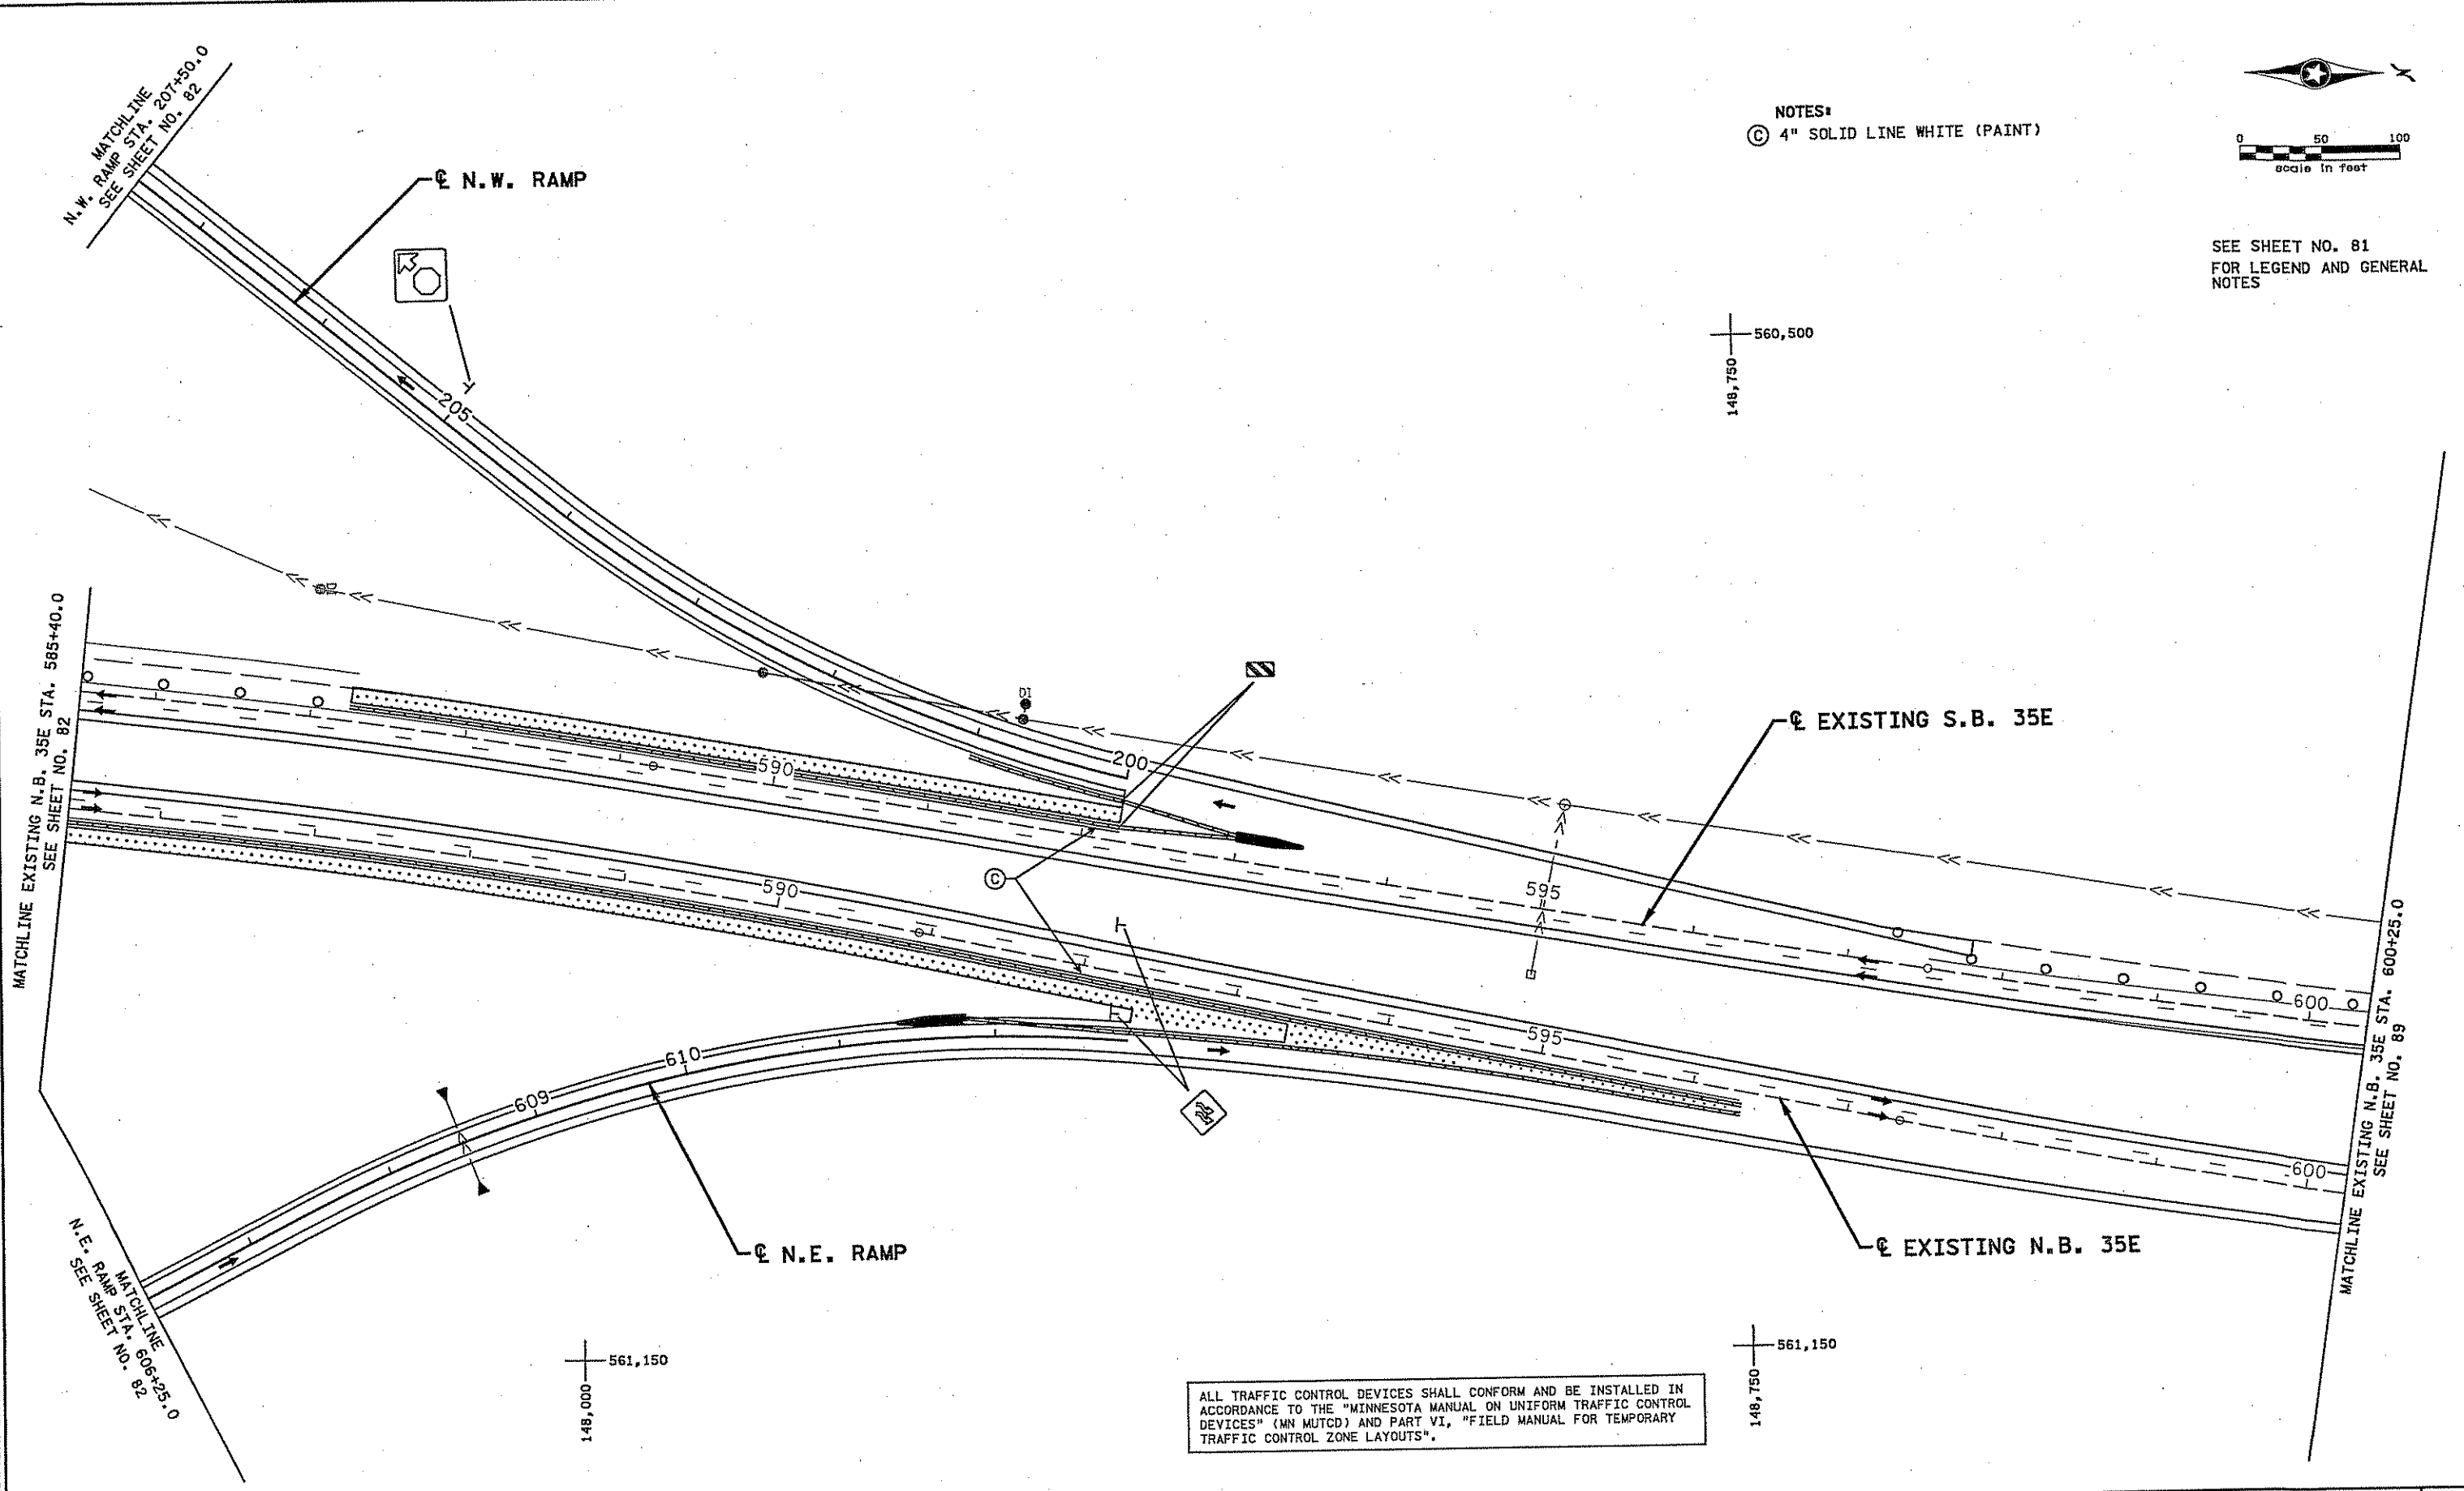 MATCHLINE
N.W. RAMP STA. 207+50.0
SEE SHEET NO. 82
℄ N.W. RAMP
NOTES:
Ⓒ 4" SOLID LINE WHITE (PAINT)
N
0 50 100
scale in feet
SEE SHEET NO. 81
FOR LEGEND AND GENERAL
NOTES
560,500
148,750
205
MATCHLINE EXISTING N.B. 35E STA. 585+40.0
SEE SHEET NO. 82
DI
DI
200
590
℄ EXISTING S.B. 35E
590
Ⓒ
595
595
600
600
610
609
MATCHLINE EXISTING N.B. 35E STA. 600+25.0
SEE SHEET NO. 89
℄ N.E. RAMP
℄ EXISTING N.B. 35E
MATCHLINE
N.E. RAMP STA. 606+25.0
SEE SHEET NO. 82
561,150
148,000
561,150
148,750
ALL TRAFFIC CONTROL DEVICES SHALL CONFORM AND BE INSTALLED IN
ACCORDANCE TO THE "MINNESOTA MANUAL ON UNIFORM TRAFFIC CONTROL
DEVICES" (MN MUTCD) AND PART VI, "FIELD MANUAL FOR TEMPORARY
TRAFFIC CONTROL ZONE LAYOUTS".